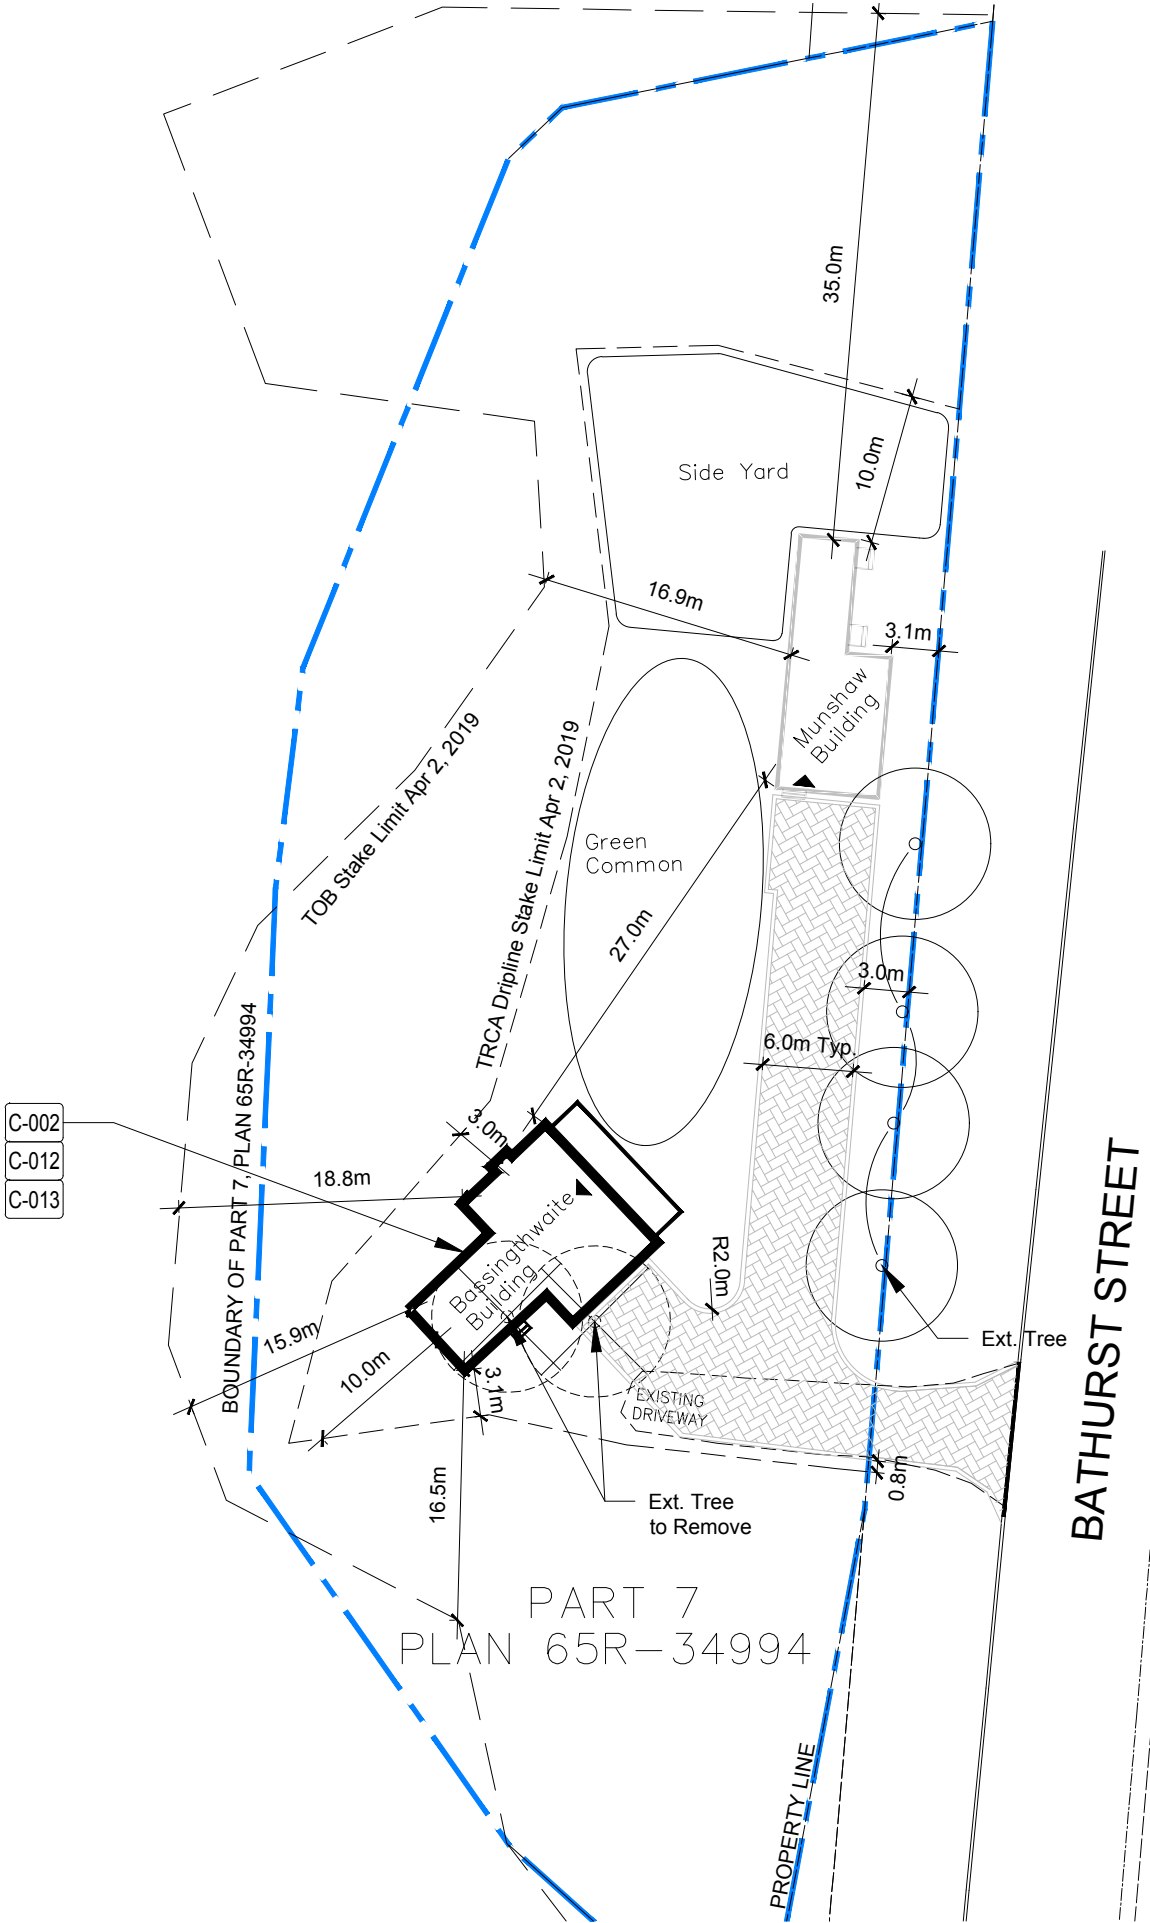 35.0m
10.0m
Side Yard
16.9m
3.1m
Munshaw
Building
TOB Stake Limit Apr 2, 2019
TRCA Dripline Stake Limit Apr 2, 2019
Green
Common
27.0m
3.0m
6.0m Typ.
BOUNDARY OF PART 7, PLAN 65R-34994
C-002
C-012
C-013
3.0m
18.8m
Bassingthwaite
Building
R2.0m
BATHURST STREET
15.9m
10.0m
3.1m
Ext. Tree
EXISTING
DRIVEWAY
0.8m
16.5m
Ext. Tree
to Remove
PART 7
PLAN 65R-34994
PROPERTY LINE